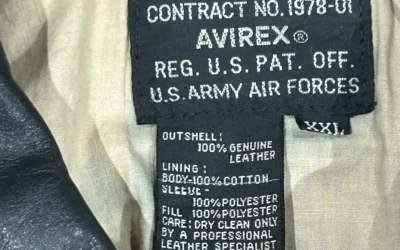 CONTRACT NO.1978-01
AVIREX®
REG. U.S. PAT. OFF.
U.S. ARMY AIR FORCES
XXL
OUTSHELL:
100% GENUINE
LEATHER
LINING:
BODY-100% COTTON
SLEEVE-
100% POLYESTER
FILL 100% POLYESTER
CARE: DRY CLEAN ONLY
BY A PROFESSIONAL
LEATHER SPECIALIST